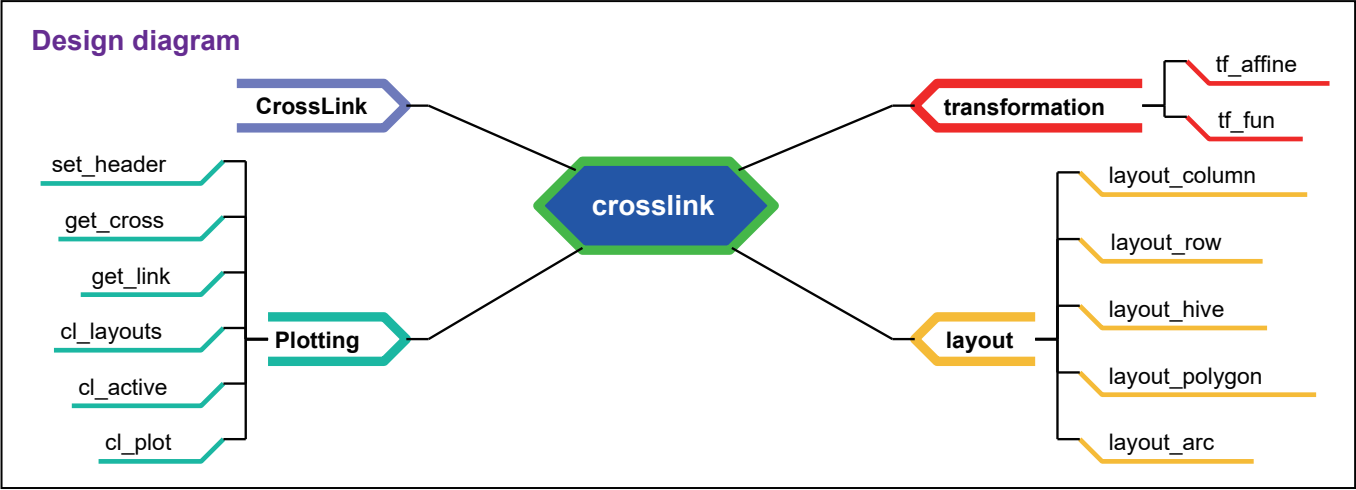 Design diagram
CrossLink
set_header
get_cross
get_link
cl_layouts
cl_active
cl_plot
Plotting
crosslink
transformation
tf_affine
tf_fun
layout
layout_column
layout_row
layout_hive
layout_polygon
layout_arc